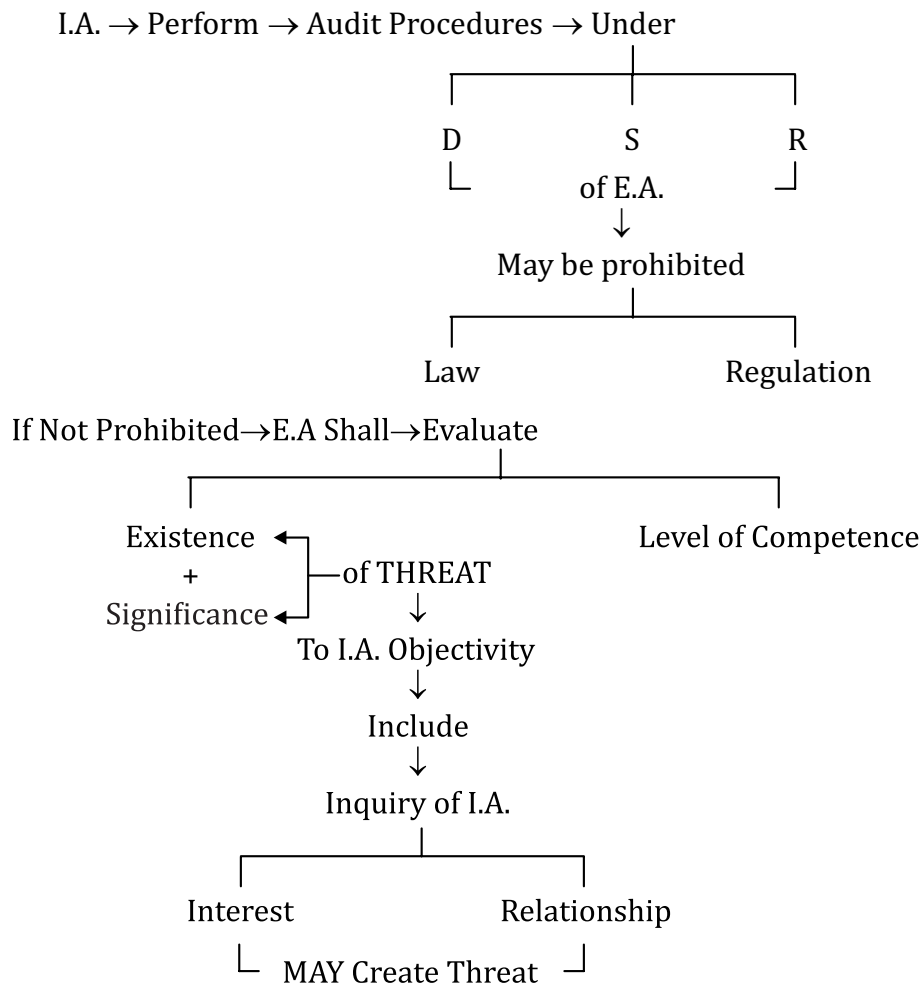 I.A. → Perform → Audit Procedures → Under
D S R
of E.A.
↓
May be prohibited
Law Regulation
If Not Prohibited→E.A Shall→Evaluate
Existence Level of Competence
+ of THREAT
Significance ↓
To I.A. Objectivity
↓
Include
↓
Inquiry of I.A.
Interest Relationship
MAY Create Threat